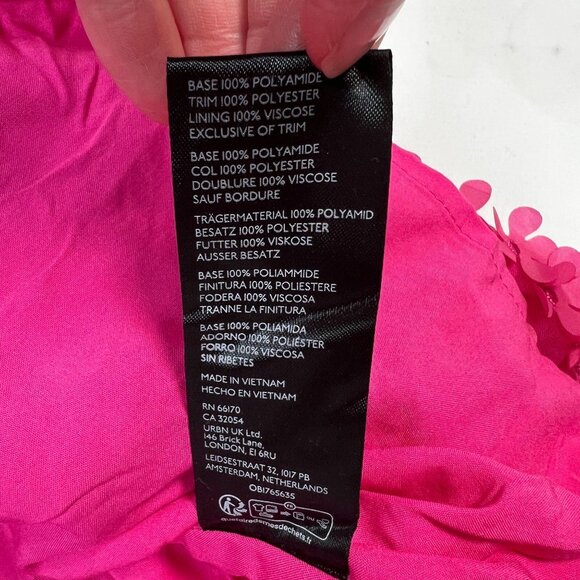 BASE 100% POLYAMIDE
TRIM 100% POLYESTER
LINING 100% VISCOSE
EXCLUSIVE OF TRIM
BASE 100% POLYAMIDE
COL 100% POLYESTER
DOUBLURE 100% VISCOSE
SAUF BORDURE
TRÄGERMATERIAL 100% POLYAMID
BESATZ 100% POLYESTER
FUTTER 100% VISKOSE
AUSSER BESATZ
BASE 100% POLIAMMIDE
FINITURA 100% POLIESTERE
FODERA 100% VISCOSA
TRANNE LA FINITURA
BASE 100% POLIAMIDA
ADORNO 100% POLIÉSTER
FORRO 100% VISCOSA
SIN RIBETES
MADE IN VIETNAM
HECHO EN VIETNAM
RN 66170
CA 32054
URBN UK Ltd.
146 Brick Lane,
LONDON, E1 6RU
LEIDSESTRAAT 32, 1017 PB
AMSTERDAM, NETHERLANDS
OB176563S
FR
OU
quefairedemesdechets.fr